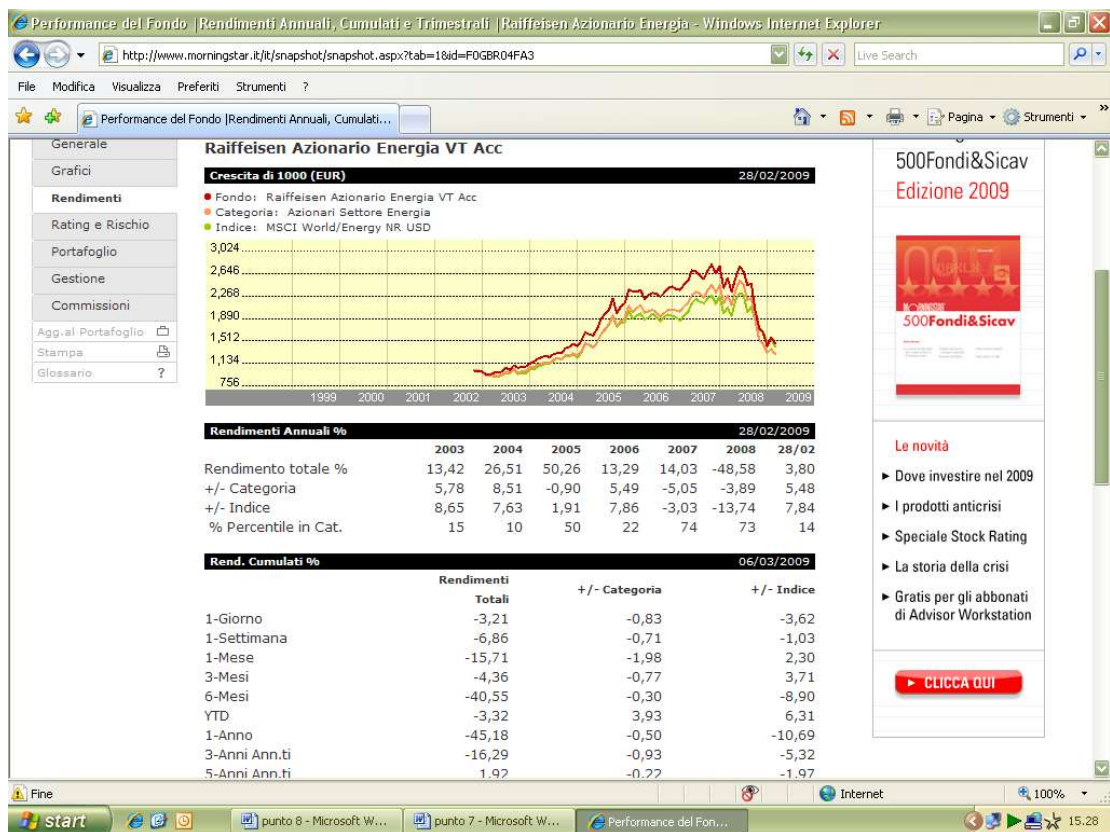 Performance del Fondo |Rendimenti Annuali, Cumulati e Trimestrali |Raiffeisen Azionario Energia - Windows Internet Explorer
http://www.morningstar.it/it/snapshot/snapshot.aspx?tab=1&id=F0GBR04FA3
Live Search
File Modifica Visualizza Preferiti Strumenti ?
Performance del Fondo |Rendimenti Annuali, Cumulati...
Pagina Strumenti »
Generale
Grafici
Rendimenti
Rating e Rischio
Portafoglio
Gestione
Commissioni
Agg.al Portafoglio
Stampa
Glossario ?
Raiffeisen Azionario Energia VT Acc
Crescita di 1000 (EUR) 28/02/2009
Fondo: Raiffeisen Azionario Energia VT Acc
Categoria: Azionari Settore Energia
Indice: MSCI World/Energy NR USD
3,024
2,646
2,268
1,890
1,512
1,134
756
1999 2000 2001 2002 2003 2004 2005 2006 2007 2008 2009
Rendimenti Annuali % 28/02/2009
2003 2004 2005 2006 2007 2008 28/02
Rendimento totale % 13,42 26,51 50,26 13,29 14,03 -48,58 3,80
+/- Categoria 5,78 8,51 -0,90 5,49 -5,05 -3,89 5,48
+/- Indice 8,65 7,63 1,91 7,86 -3,03 -13,74 7,84
% Percentile in Cat. 15 10 50 22 74 73 14
Rend. Cumulati % 06/03/2009
Rendimenti
Totali +/- Categoria +/- Indice
1-Giorno -3,21 -0,83 -3,62
1-Settimana -6,86 -0,71 -1,03
1-Mese -15,71 -1,98 2,30
3-Mesi -4,36 -0,77 3,71
6-Mesi -40,55 -0,30 -8,90
YTD -3,32 3,93 6,31
1-Anno -45,18 -0,50 -10,69
3-Anni Ann.ti -16,29 -0,93 -5,32
5-Anni Ann.ti 1,92 -0,22 -1,97
500Fondi&Sicav
Edizione 2009
500Fondi&Sicav
Le novità
Dove investire nel 2009
I prodotti anticrisi
Speciale Stock Rating
La storia della crisi
Gratis per gli abbonati
di Advisor Workstation
CLICCA QUI
Fine
Internet
100%
start
punto 8 - Microsoft W...
punto 7 - Microsoft W...
Performance del Fon...
15.28